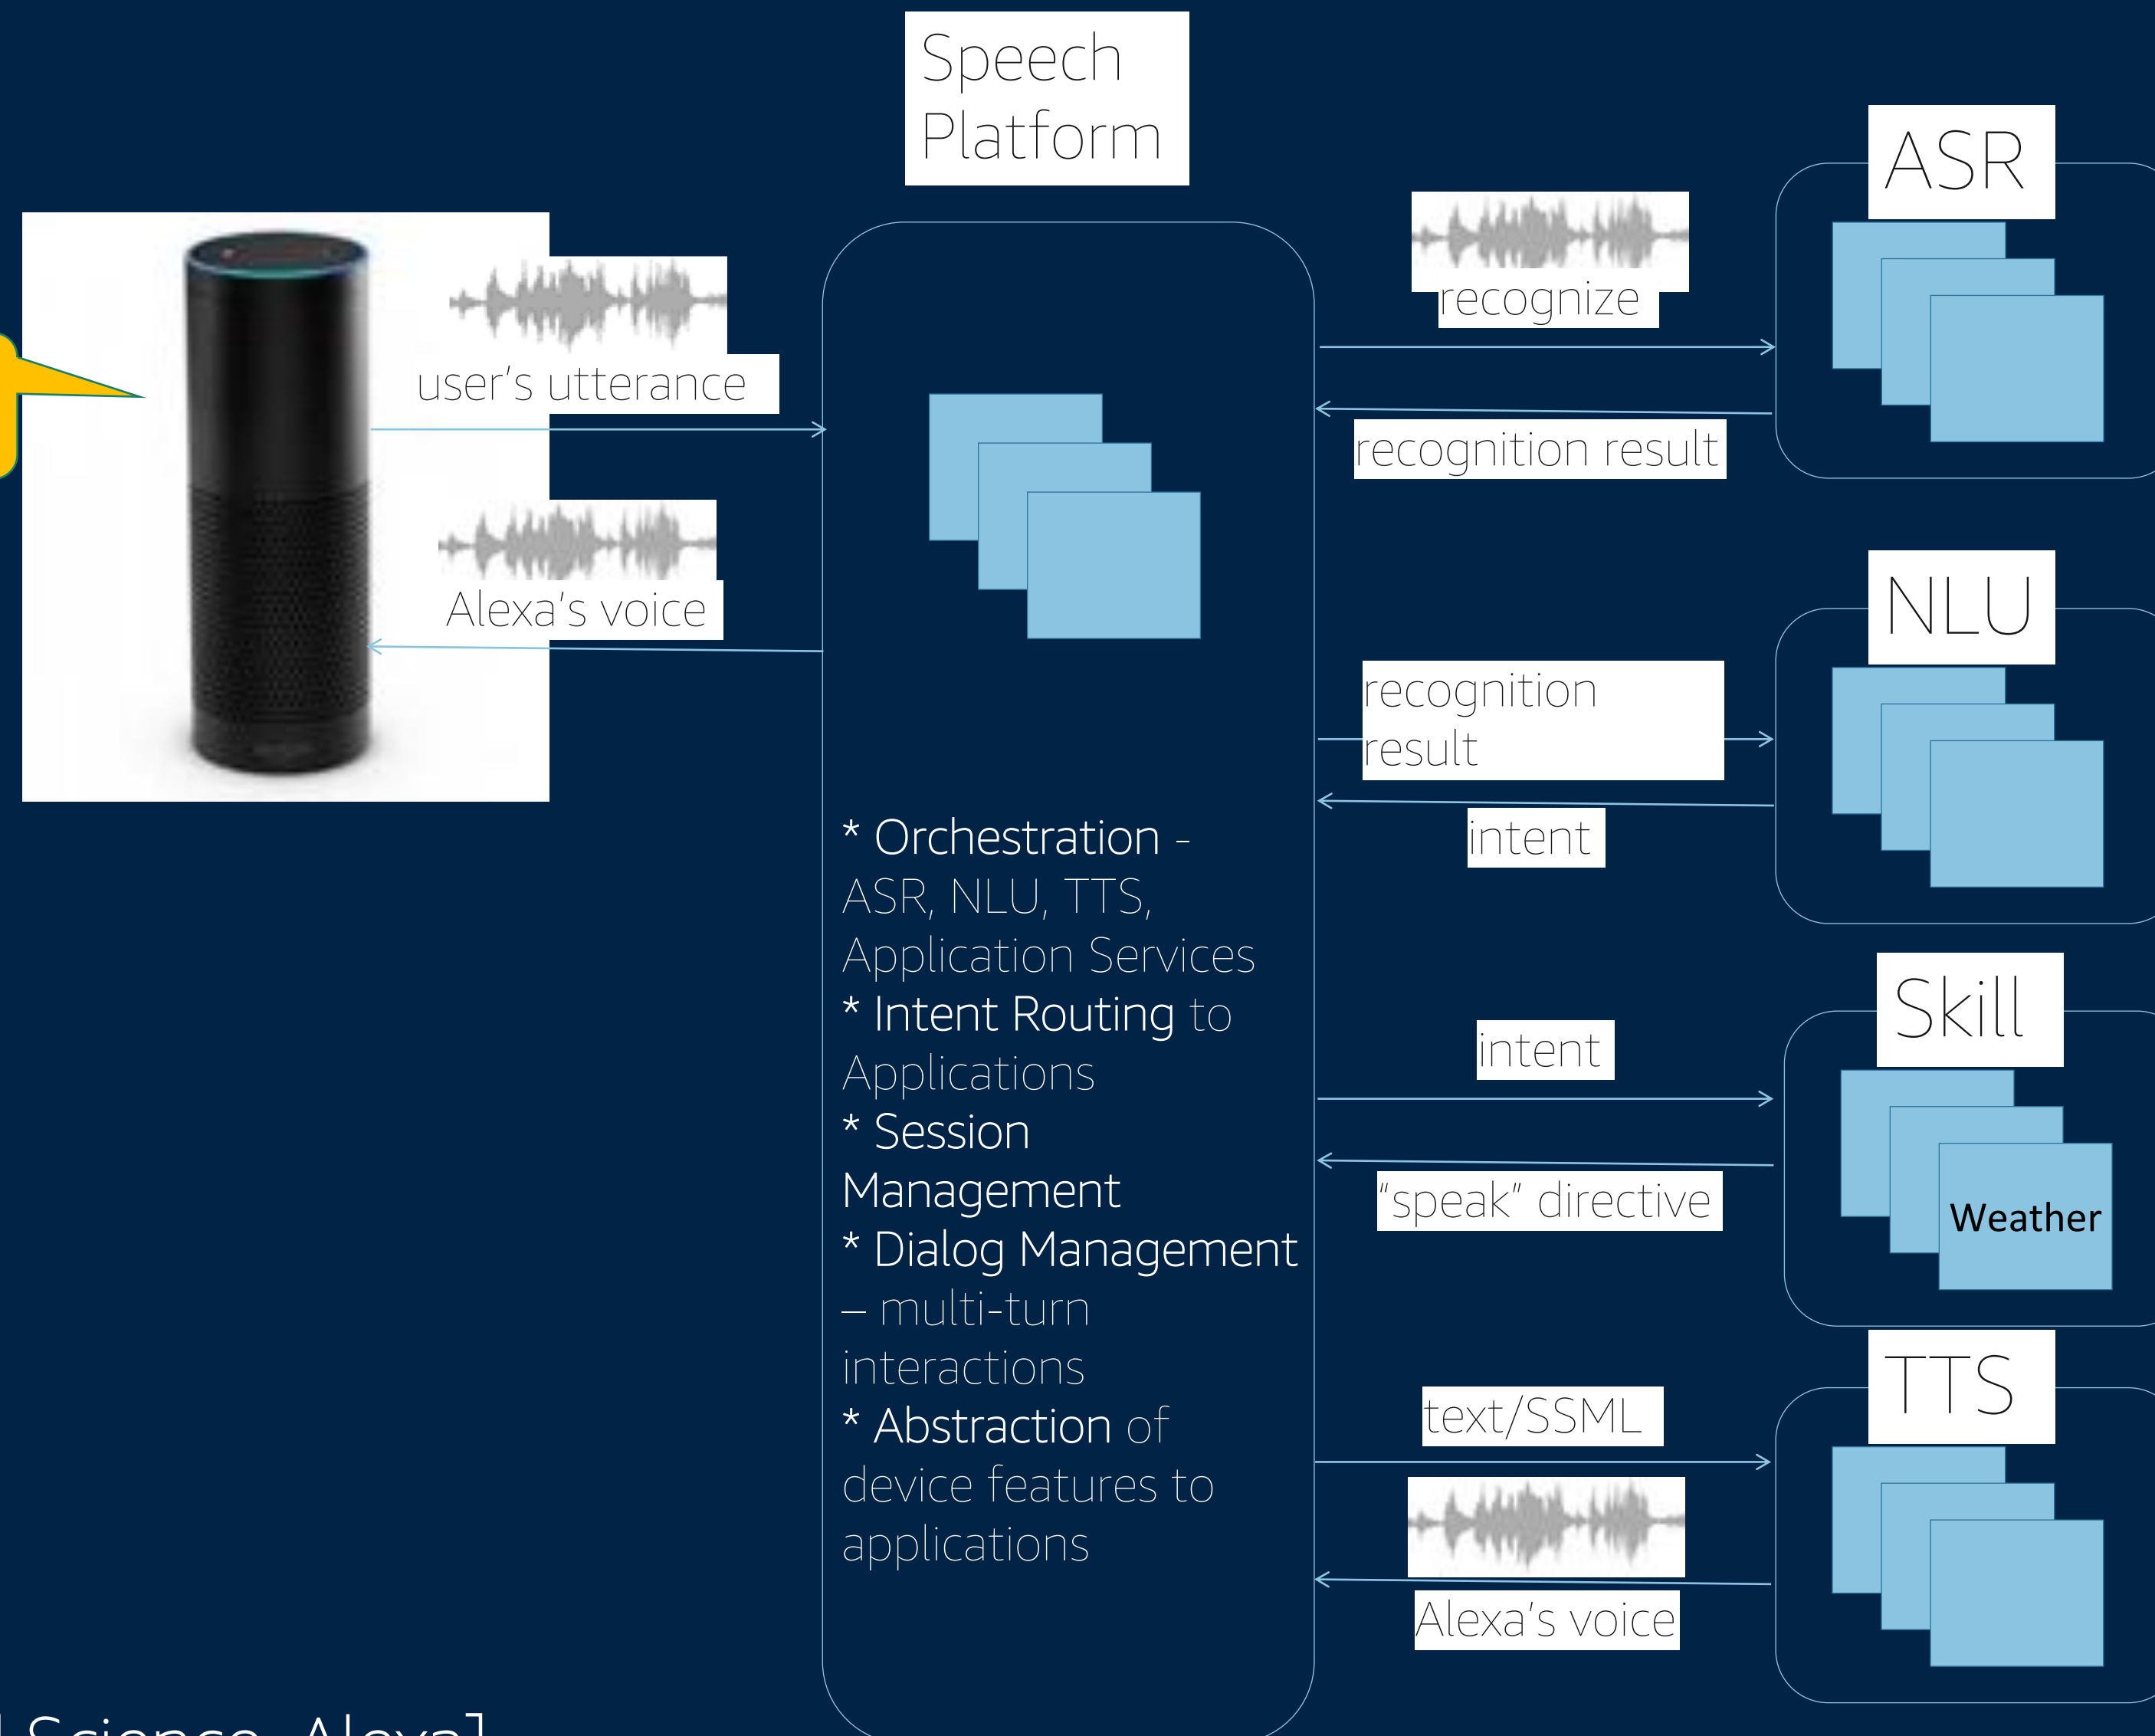 Speech
Platform
user's utterance
Alexa's voice
* Orchestration -
ASR, NLU, TTS,
Application Services
* Intent Routing to
Applications
* Session
Management
* Dialog Management
– multi-turn
interactions
* Abstraction of
device features to
applications
recognize
recognition result
ASR
recognition
result
intent
NLU
intent
"speak" directive
Skill
Weather
text/SSML
Alexa's voice
TTS
Science, Alexa]